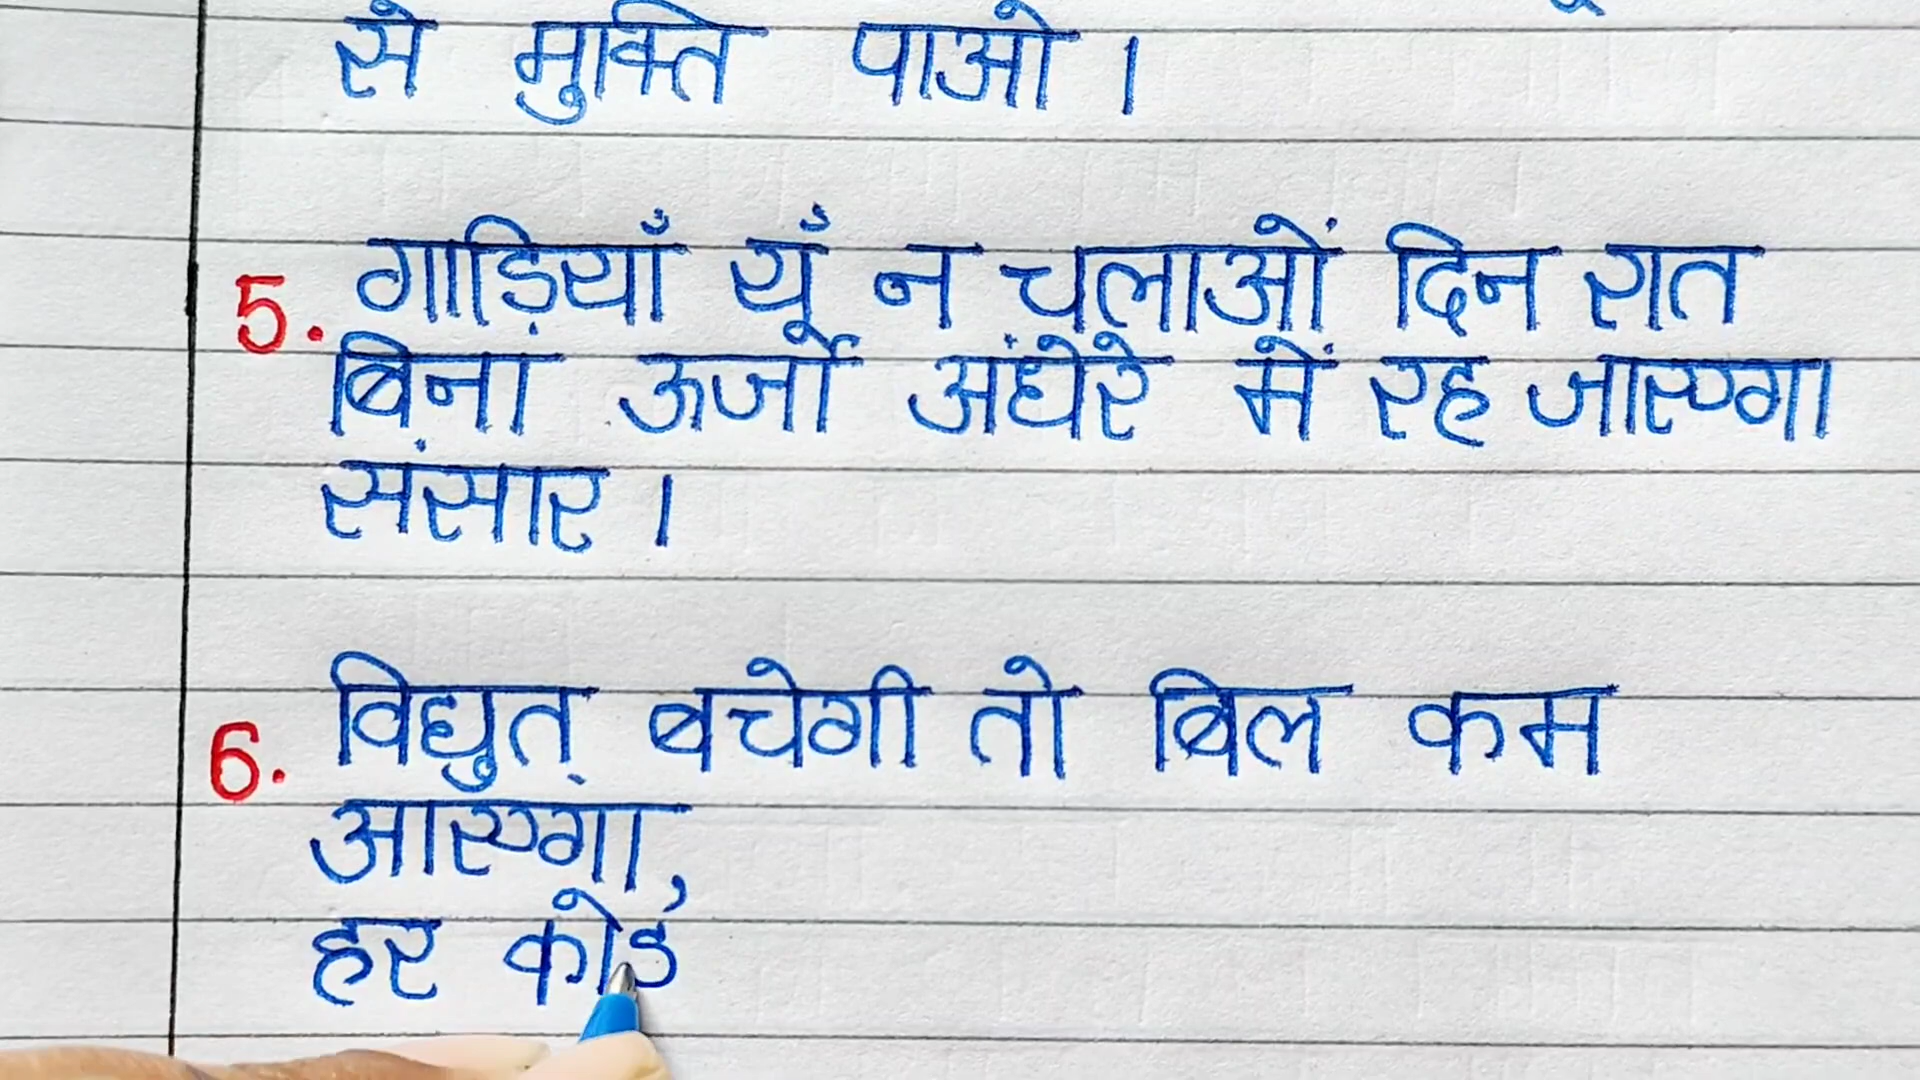 से मुक्ति पाओ ।
5. गाड़ियाँ यूँ न चलाओं दिन रात
बिना ऊर्जा अंधेरे में रह जाएगा
संसार ।
6. विद्युत् बचेगी तो बिल कम
आएगा,
हर कोई